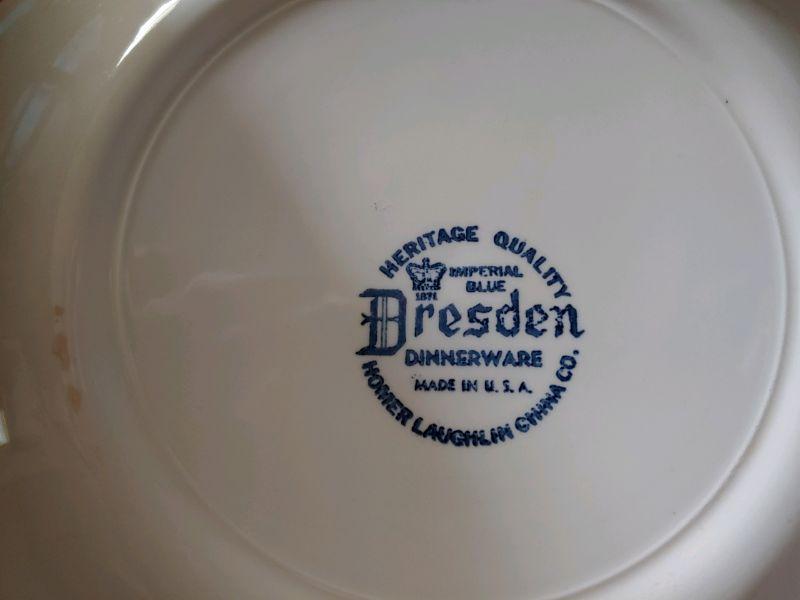 HERITAGE QUALITY
IMPERIAL
BLUE
1871
Dresden
DINNERWARE
MADE IN U.S.A.
HOMER LAUGHLIN CHINA CO.